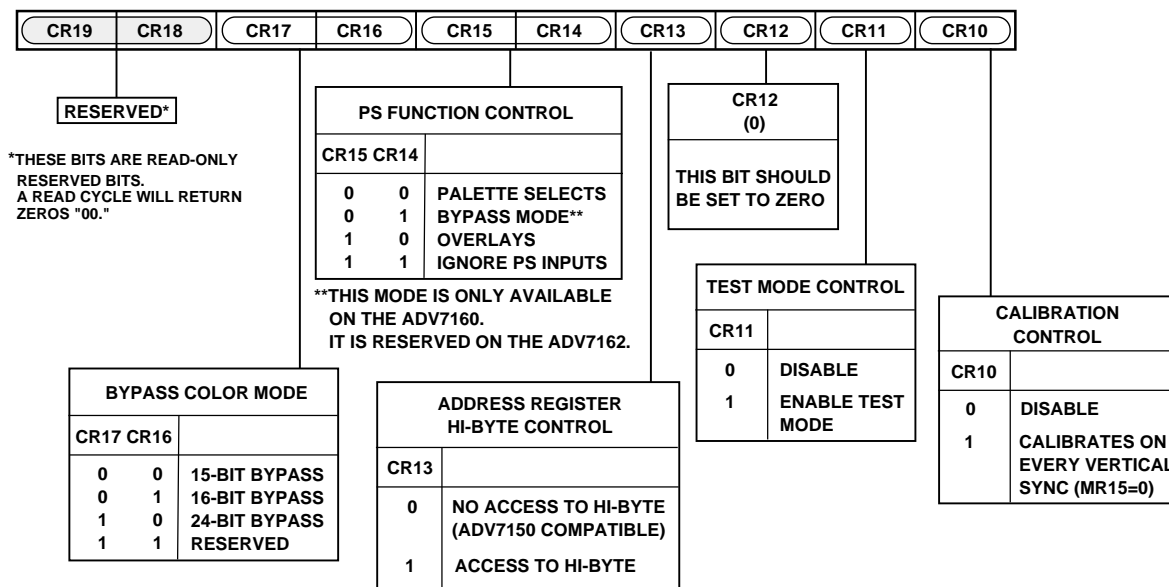 CR19 CR18 CR17 CR16 CR15 CR14 CR13 CR12 CR11 CR10
RESERVED*
*THESE BITS ARE READ-ONLY
RESERVED BITS.
A READ CYCLE WILL RETURN
ZEROS "00."
PS FUNCTION CONTROL
CR15 CR14
0 0 PALETTE SELECTS
0 1 BYPASS MODE**
1 0 OVERLAYS
1 1 IGNORE PS INPUTS
**THIS MODE IS ONLY AVAILABLE
ON THE ADV7160.
IT IS RESERVED ON THE ADV7162.
CR12
(0)
THIS BIT SHOULD
BE SET TO ZERO
TEST MODE CONTROL
CR11
0 DISABLE
1 ENABLE TEST
MODE
CALIBRATION
CONTROL
CR10
0 DISABLE
1 CALIBRATES ON
EVERY VERTICAL
SYNC (MR15=0)
BYPASS COLOR MODE
CR17 CR16
0 0 15-BIT BYPASS
0 1 16-BIT BYPASS
1 0 24-BIT BYPASS
1 1 RESERVED
ADDRESS REGISTER
HI-BYTE CONTROL
CR13
0 NO ACCESS TO HI-BYTE
(ADV7150 COMPATIBLE)
1 ACCESS TO HI-BYTE